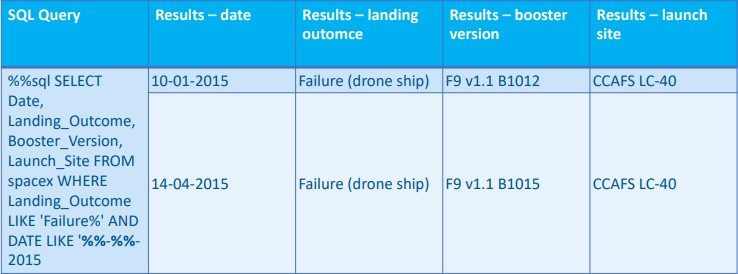 SQL Query
Results – date
Results – landing
outomce
Results – booster
version
Results – launch
site
%%sql SELECT
Date,
Landing_Outcome,
Booster_Version,
Launch_Site FROM
spacex WHERE
Landing_Outcome
LIKE 'Failure%' AND
DATE LIKE '%%-%%-
2015
10-01-2015
Failure (drone ship)
F9 v1.1 B1012
CCAFS LC-40
14-04-2015
Failure (drone ship)
F9 v1.1 B1015
CCAFS LC-40